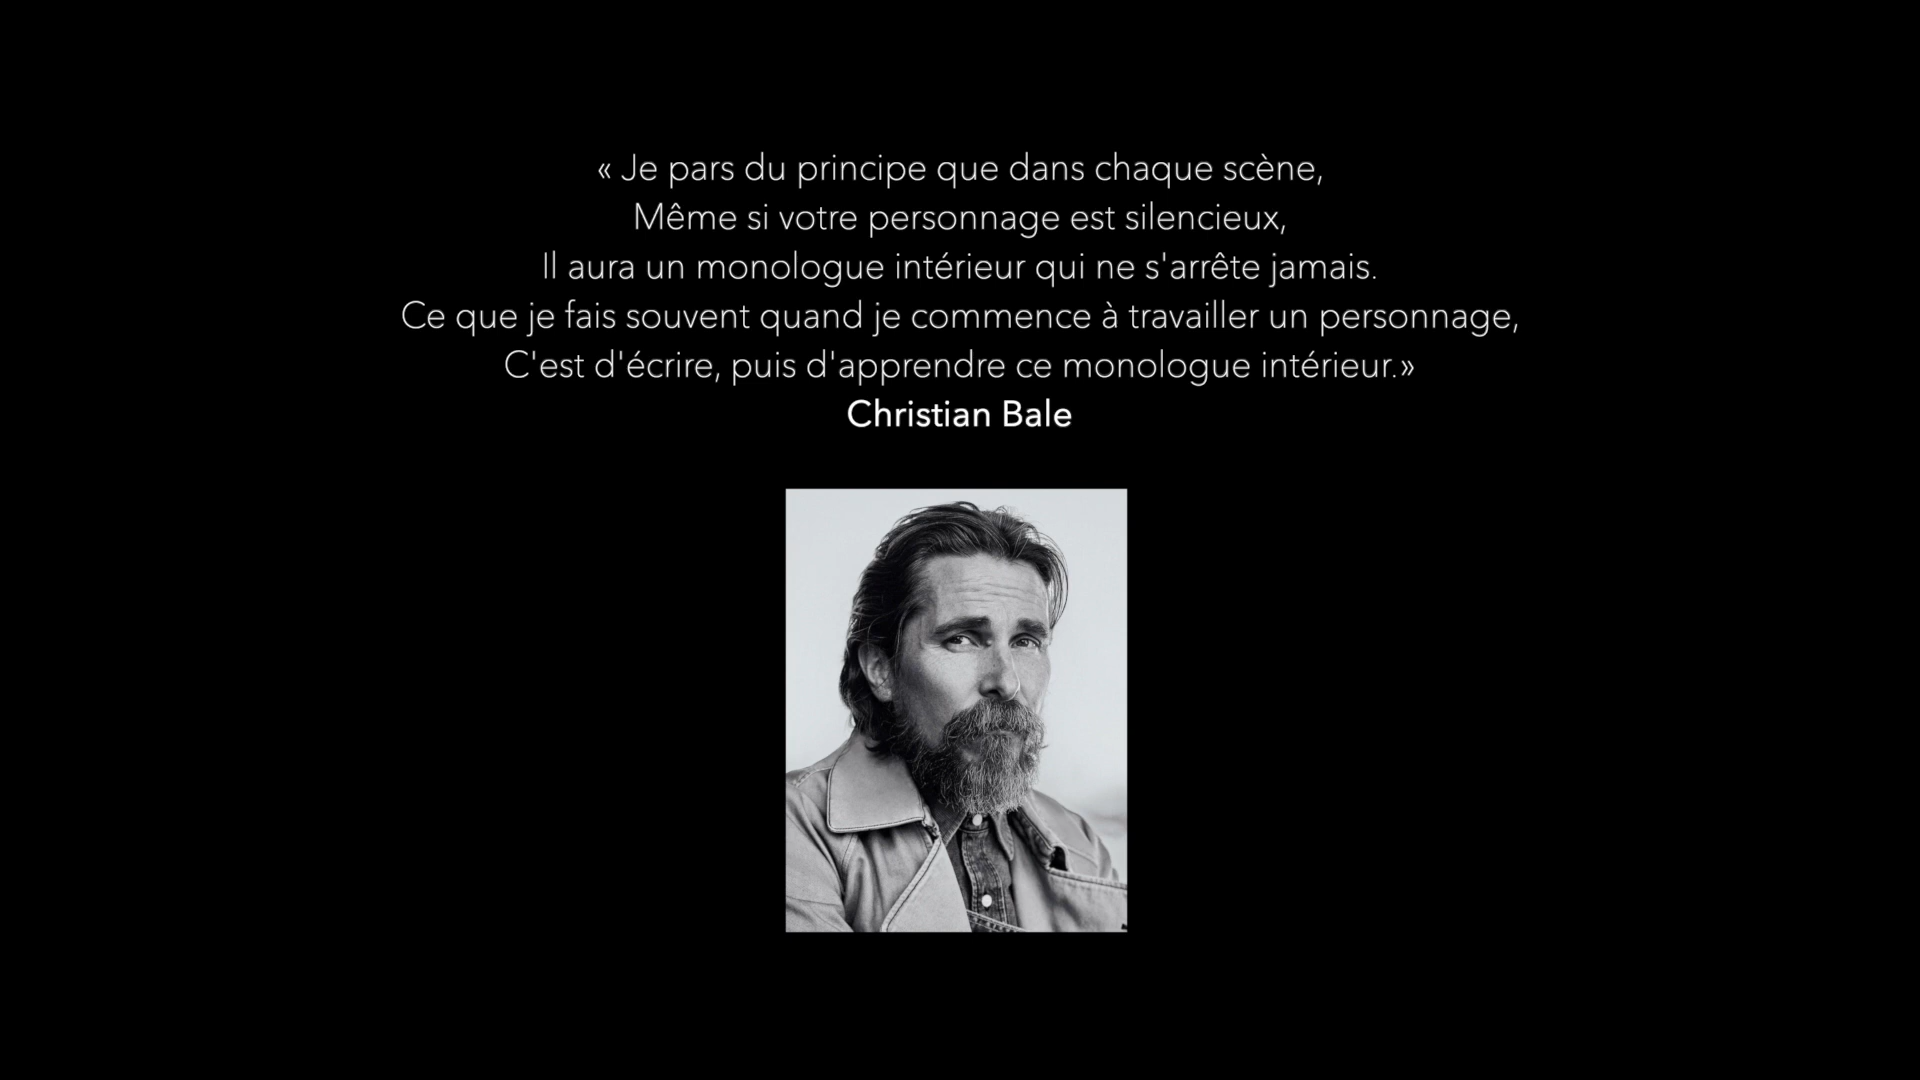 « Je pars du principe que dans chaque scène,
Même si votre personnage est silencieux,
Il aura un monologue intérieur qui ne s'arrête jamais.
Ce que je fais souvent quand je commence à travailler un personnage,
C'est d'écrire, puis d'apprendre ce monologue intérieur.»
Christian Bale